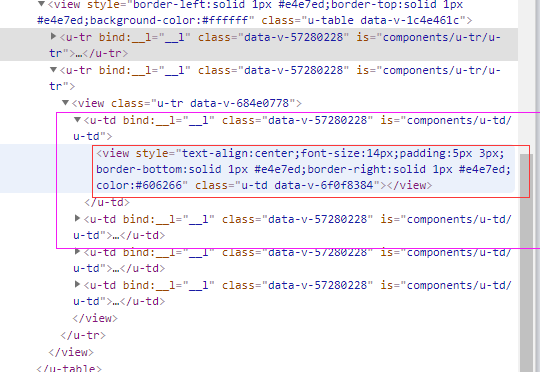 <view style="border-left:solid 1px #e4e7ed;border-top:solid 1px
#e4e7ed;background-color:#ffffff" class="u-table data-v-1c4e461c">
<u-tr bind:__l="__l" class="data-v-57280228" is="components/u-tr/u-
tr">…</u-tr>
<u-tr bind:__l="__l" class="data-v-57280228" is="components/u-tr/u-
tr">
<view class="u-tr data-v-684e0778">
<u-td bind:__l="__l" class="data-v-57280228" is="components/u-td/
u-td">
<view style="text-align:center;font-size:14px;padding:5px 3px;
border-bottom:solid 1px #e4e7ed;border-right:solid 1px #e4e7ed;
color:#606266" class="u-td data-v-6f0f8384"></view>
</u-td>
<u-td bind:__l="__l" class="data-v-57280228" is="components/u-td/
u-td">…</u-td>
<u-td bind:__l="__l" class="data-v-57280228" is="components/u-td/
u-td">…</u-td>
<u-td bind:__l="__l" class="data-v-57280228" is="components/u-td/
u-td">…</u-td>
</view>
</u-tr>
</view>
</u-table>